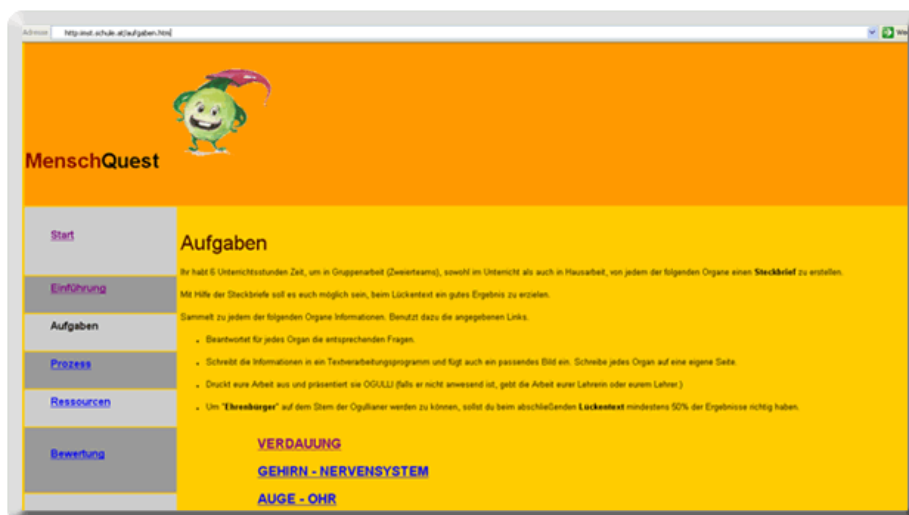 Adresse http:mvt.schule.at/aufgaben.html
MenschQuest
Start
Einführung
Aufgaben
Prozess
Ressourcen
Bewertung
Aufgaben
Ihr habt 6 Unterrichtsstunden Zeit, um in Gruppenarbeit (Zweierteams), sowohl im Unterricht als auch in Hausarbeit, von jedem der folgenden Organe einen Steckbrief zu erstellen.
Mit Hilfe der Steckbriefe soll es euch möglich sein, beim Lückentext ein gutes Ergebnis zu erzielen.
Sammelt zu jedem der folgenden Organe Informationen. Benutzt dazu die angegebenen Links.
Beantwortet für jedes Organ die entsprechenden Fragen.
Schreibt die Informationen in ein Textverarbeitungsprogramm und fügt auch ein passendes Bild ein. Schreibe jedes Organ auf eine eigene Seite.
Druckt eure Arbeit aus und präsentiert sie OGULLI (falls er nicht anwesend ist, gebt die Arbeit eurer Lehrerin oder eurem Lehrer.)
Um "Ehrenbürger" auf dem Stern der Ogullianer werden zu können, sollst du beim abschließenden Lückentext mindestens 50% der Ergebnisse richtig haben.
VERDAUUNG
GEHIRN - NERVENSYSTEM
AUGE - OHR